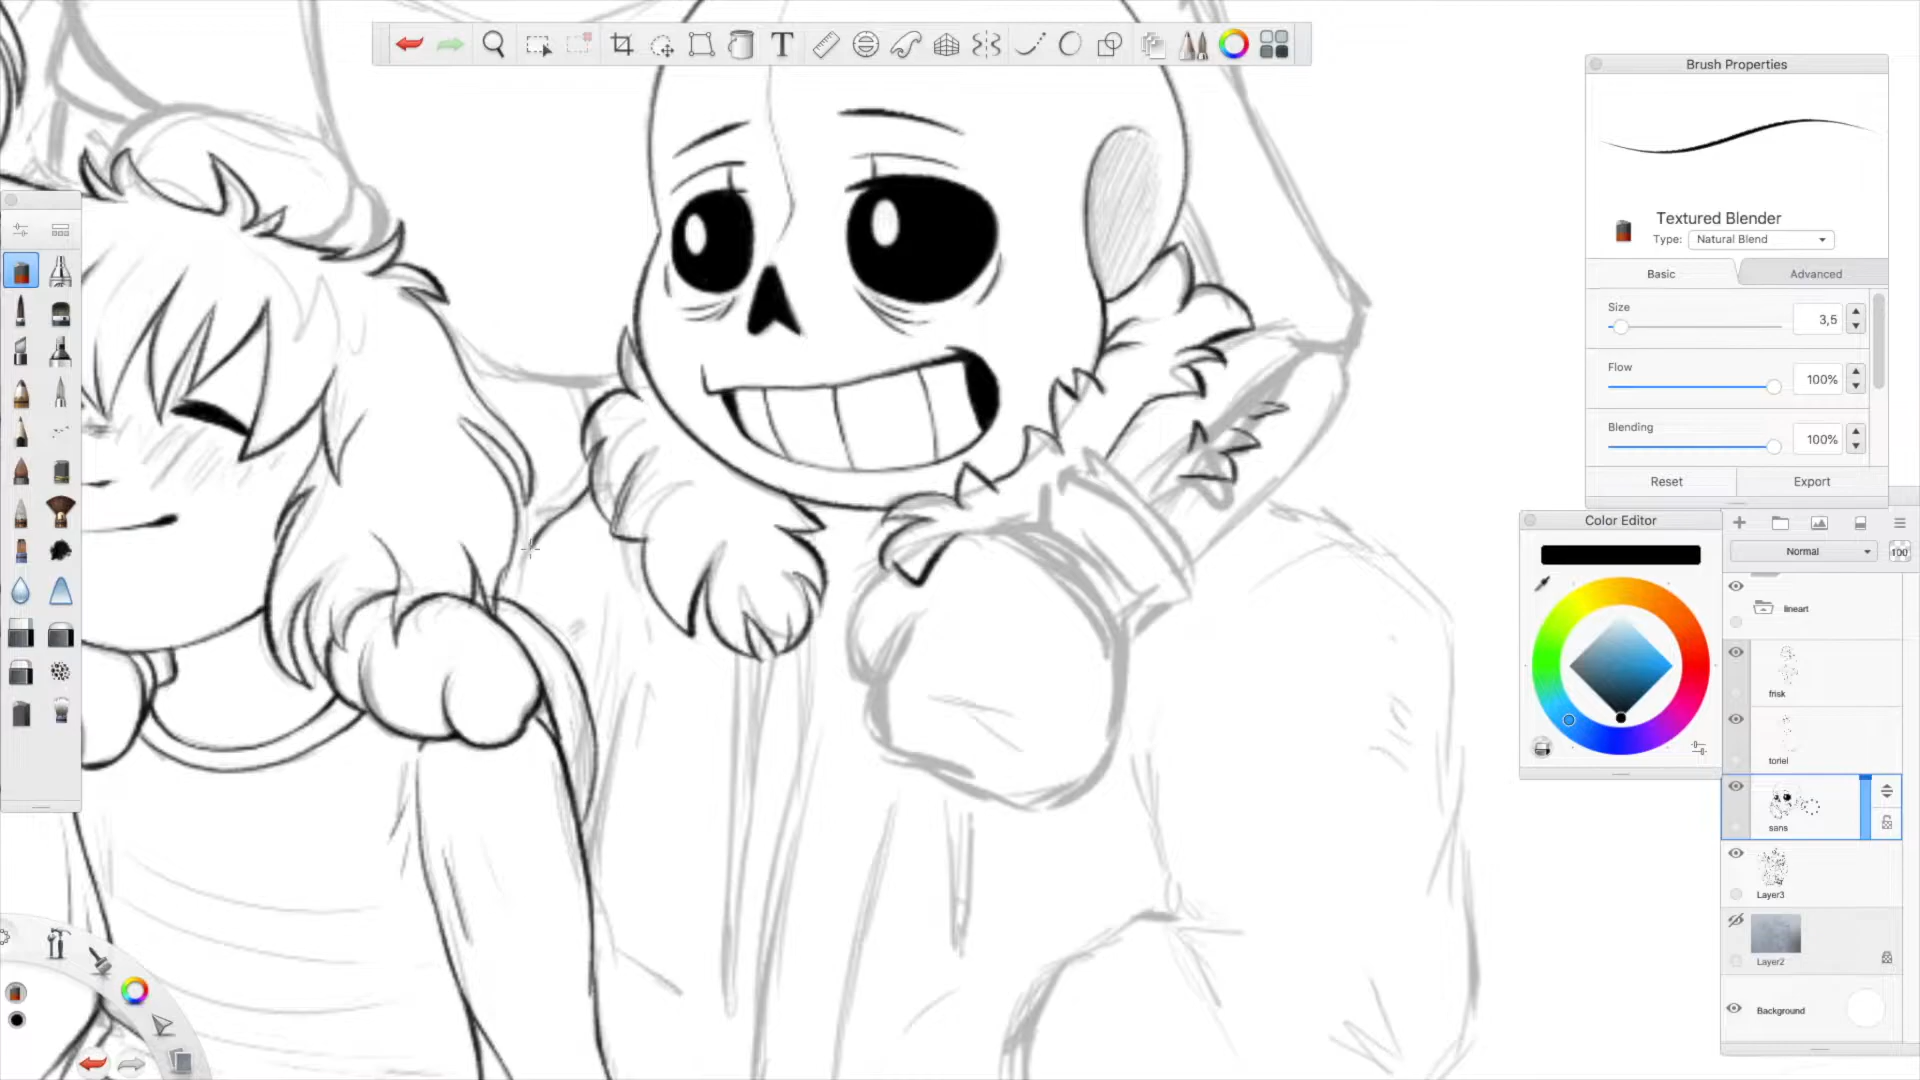 T
Brush Properties
Textured Blender
Type: Natural Blend
Basic
Advanced
Size
3,5
Flow
100%
Blending
100%
Reset
Export
Color Editor
Normal
100
lineart
frisk
toriel
sans
Layer3
Layer2
Background